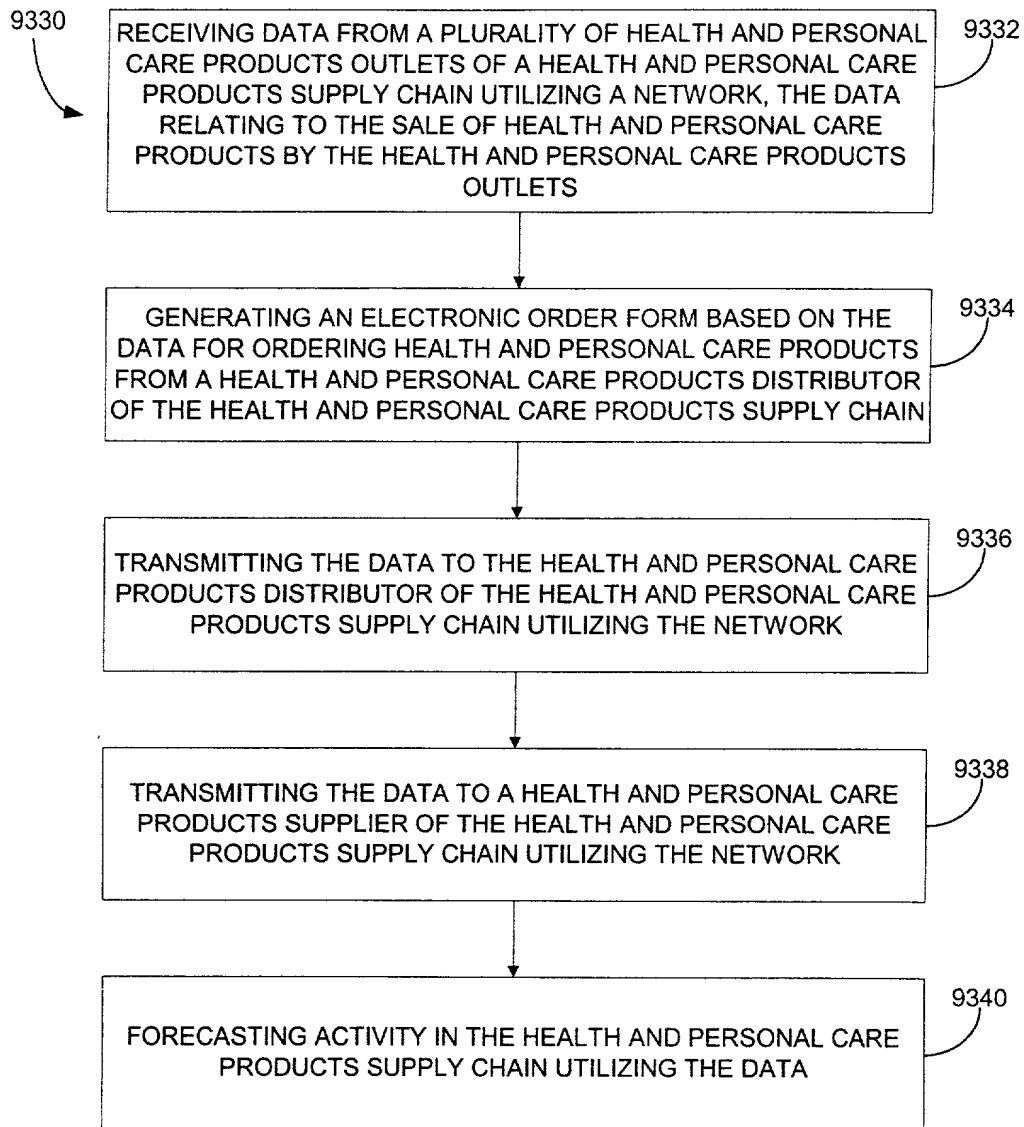 9330
RECEIVING DATA FROM A PLURALITY OF HEALTH AND PERSONAL
CARE PRODUCTS OUTLETS OF A HEALTH AND PERSONAL CARE
PRODUCTS SUPPLY CHAIN UTILIZING A NETWORK, THE DATA
RELATING TO THE SALE OF HEALTH AND PERSONAL CARE
PRODUCTS BY THE HEALTH AND PERSONAL CARE PRODUCTS
OUTLETS
9332
GENERATING AN ELECTRONIC ORDER FORM BASED ON THE
DATA FOR ORDERING HEALTH AND PERSONAL CARE PRODUCTS
FROM A HEALTH AND PERSONAL CARE PRODUCTS DISTRIBUTOR
OF THE HEALTH AND PERSONAL CARE PRODUCTS SUPPLY CHAIN
9334
TRANSMITTING THE DATA TO THE HEALTH AND PERSONAL CARE
PRODUCTS DISTRIBUTOR OF THE HEALTH AND PERSONAL CARE
PRODUCTS SUPPLY CHAIN UTILIZING THE NETWORK
9336
TRANSMITTING THE DATA TO A HEALTH AND PERSONAL CARE
PRODUCTS SUPPLIER OF THE HEALTH AND PERSONAL CARE
PRODUCTS SUPPLY CHAIN UTILIZING THE NETWORK
9338
FORECASTING ACTIVITY IN THE HEALTH AND PERSONAL CARE
PRODUCTS SUPPLY CHAIN UTILIZING THE DATA
9340